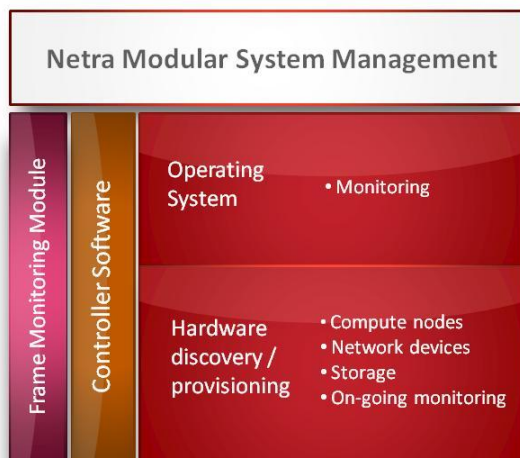 Netra Modular System Management
Frame Monitoring Module
Controller Software
Operating
System
• Monitoring
Hardware
discovery /
provisioning
• Compute nodes
• Network devices
• Storage
• On-going monitoring